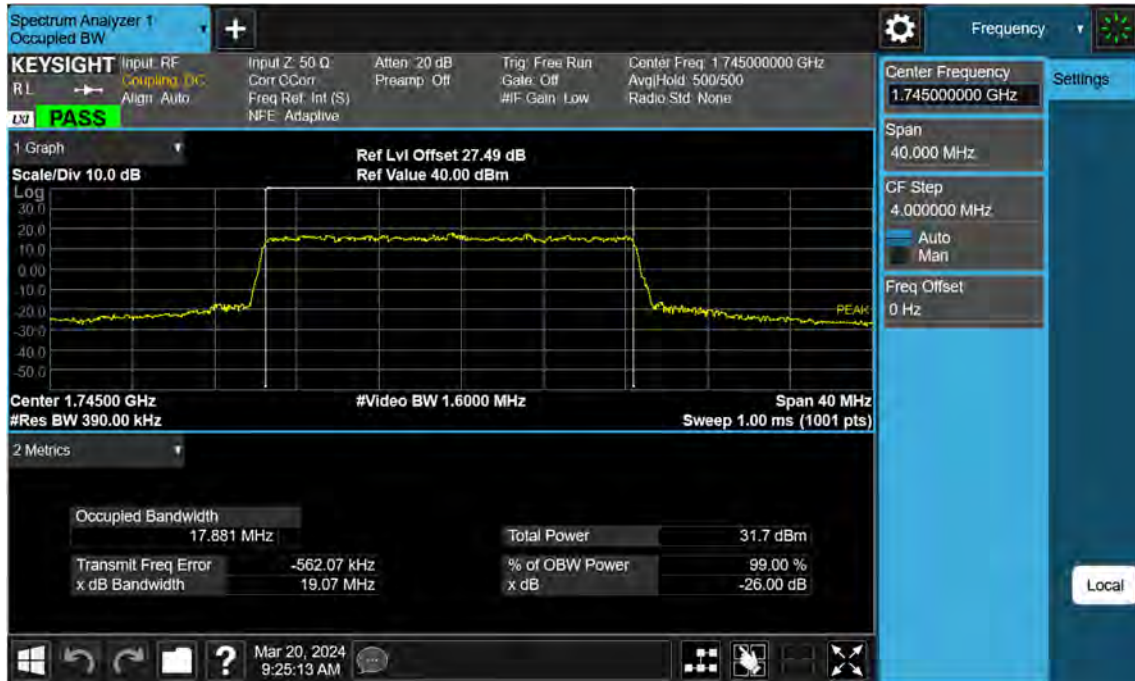 Spectrum Analyzer 1
Occupied BW
+
Frequency
KEYSIGHT
R L
LXI PASS
Input: RF
Coupling: DC
Align: Auto
Input Z: 50 Ω
Corr CCorr
Freq Ref: Int (S)
NFE: Adaptive
Atten: 20 dB
Preamp: Off
Trig: Free Run
Gate: Off
#IF Gain: Low
Center Freq: 1.745000000 GHz
Avg|Hold: 500/500
Radio Std: None
Center Frequency
1.745000000 GHz
Settings
Span
40.000 MHz
CF Step
4.000000 MHz
Auto
Man
Freq Offset
0 Hz
1 Graph
Scale/Div 10.0 dB
Ref Lvl Offset 27.49 dB
Ref Value 40.00 dBm
Log
30.0
20.0
10.0
0.00
-10.0
-20.0
-30.0
-40.0
-50.0
PEAK
Center 1.74500 GHz
#Video BW 1.6000 MHz
Span 40 MHz
#Res BW 390.00 kHz
Sweep 1.00 ms (1001 pts)
2 Metrics
Occupied Bandwidth
17.881 MHz
Total Power 31.7 dBm
Transmit Freq Error -562.07 kHz
% of OBW Power 99.00 %
x dB Bandwidth 19.07 MHz
x dB -26.00 dB
Local
?
Mar 20, 2024
9:25:13 AM